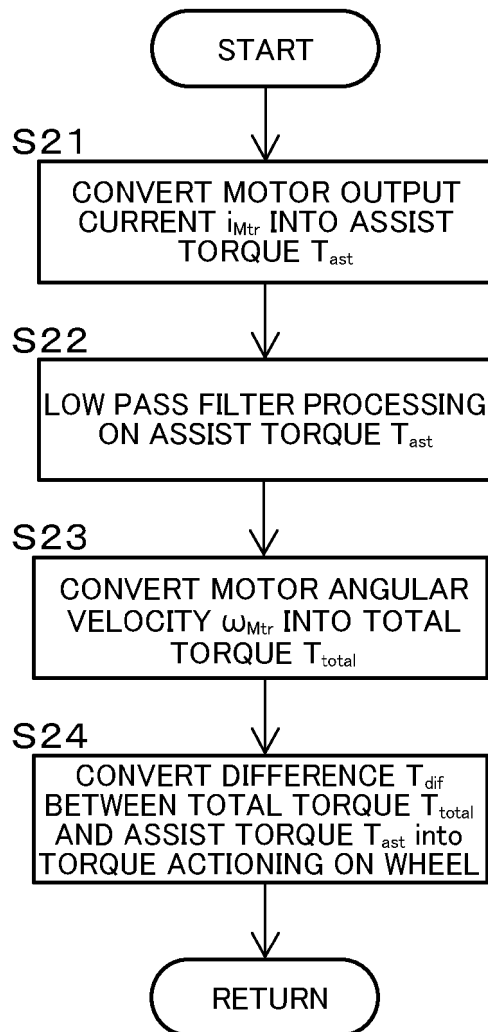 START
S21
CONVERT MOTOR OUTPUT
CURRENT iMtr INTO ASSIST
TORQUE Tast
S22
LOW PASS FILTER PROCESSING
ON ASSIST TORQUE Tast
S23
CONVERT MOTOR ANGULAR
VELOCITY ωMtr INTO TOTAL
TORQUE Ttotal
S24
CONVERT DIFFERENCE Tdif
BETWEEN TOTAL TORQUE Ttotal
AND ASSIST TORQUE Tast into
TORQUE ACTIONING ON WHEEL
RETURN